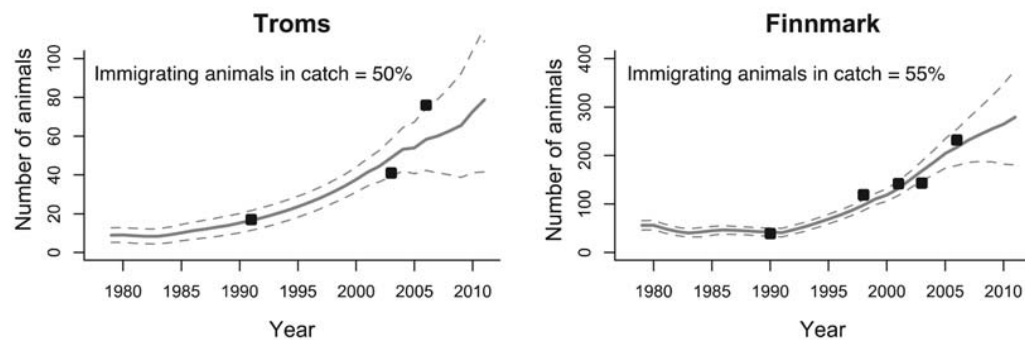 Troms
Number of animals
0 20 40 60 80 100
Immigrating animals in catch = 50%
1980 1985 1990 1995 2000 2005 2010
Year
Finnmark
Number of animals
0 100 200 300 400
Immigrating animals in catch = 55%
1980 1985 1990 1995 2000 2005 2010
Year